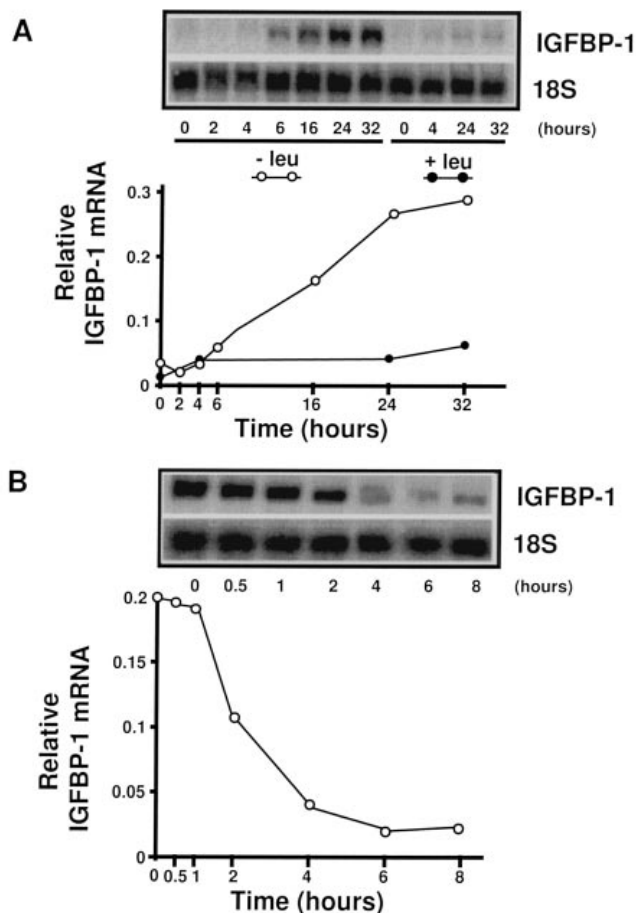 A
IGFBP-1
18S
0 2 4 6 16 24 32 0 4 24 32 (hours)
- leu + leu
0.3
0.2
0.1
0
Relative
IGFBP-1 mRNA
0 2 4 6 16 24 32
Time (hours)
B
IGFBP-1
18S
0 0.5 1 2 4 6 8 (hours)
0.2
0.15
0.1
0.05
0
Relative
IGFBP-1 mRNA
0 0.5 1 2 4 6 8
Time (hours)